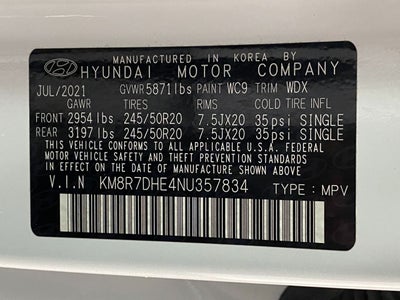 MANUFACTURED IN KOREA BY
HYUNDAI MOTOR COMPANY
JUL/2021 GVWR 5871lbs PAINT WC9 TRIM WDX
GAWR TIRES RIMS COLD TIRE INFL
FRONT 2954 lbs 245/50R20 7.5JX20 35psi SINGLE
REAR 3197 lbs 245/50R20 7.5JX20 35psi SINGLE
THIS VEHICLE CONFORMS TO ALL APPLICABLE U.S.A. FEDERAL
MOTOR VEHICLE SAFETY, BUMPER, AND THEFT PREVENTION
STANDARDS IN EFFECT ON THE DATE OF MANUFACTURE
SHOWN ABOVE.
V.I.N KM8R7DHE4NU357834 TYPE : MPV